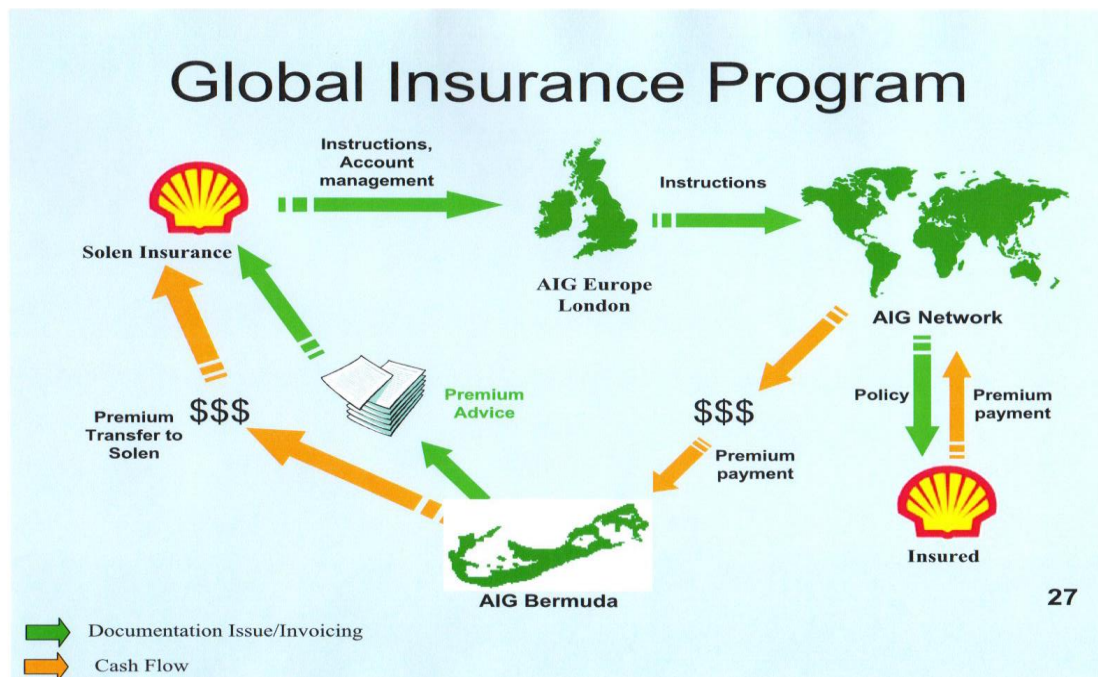 Global Insurance Program
Instructions,
Account
management
Instructions
Solen Insurance
AIG Europe
London
AIG Network
Premium
Transfer to
Solen
$$$
Premium
Advice
$$$
Premium
payment
Policy
Premium
payment
Insured
AIG Bermuda
27
Documentation Issue/Invoicing
Cash Flow